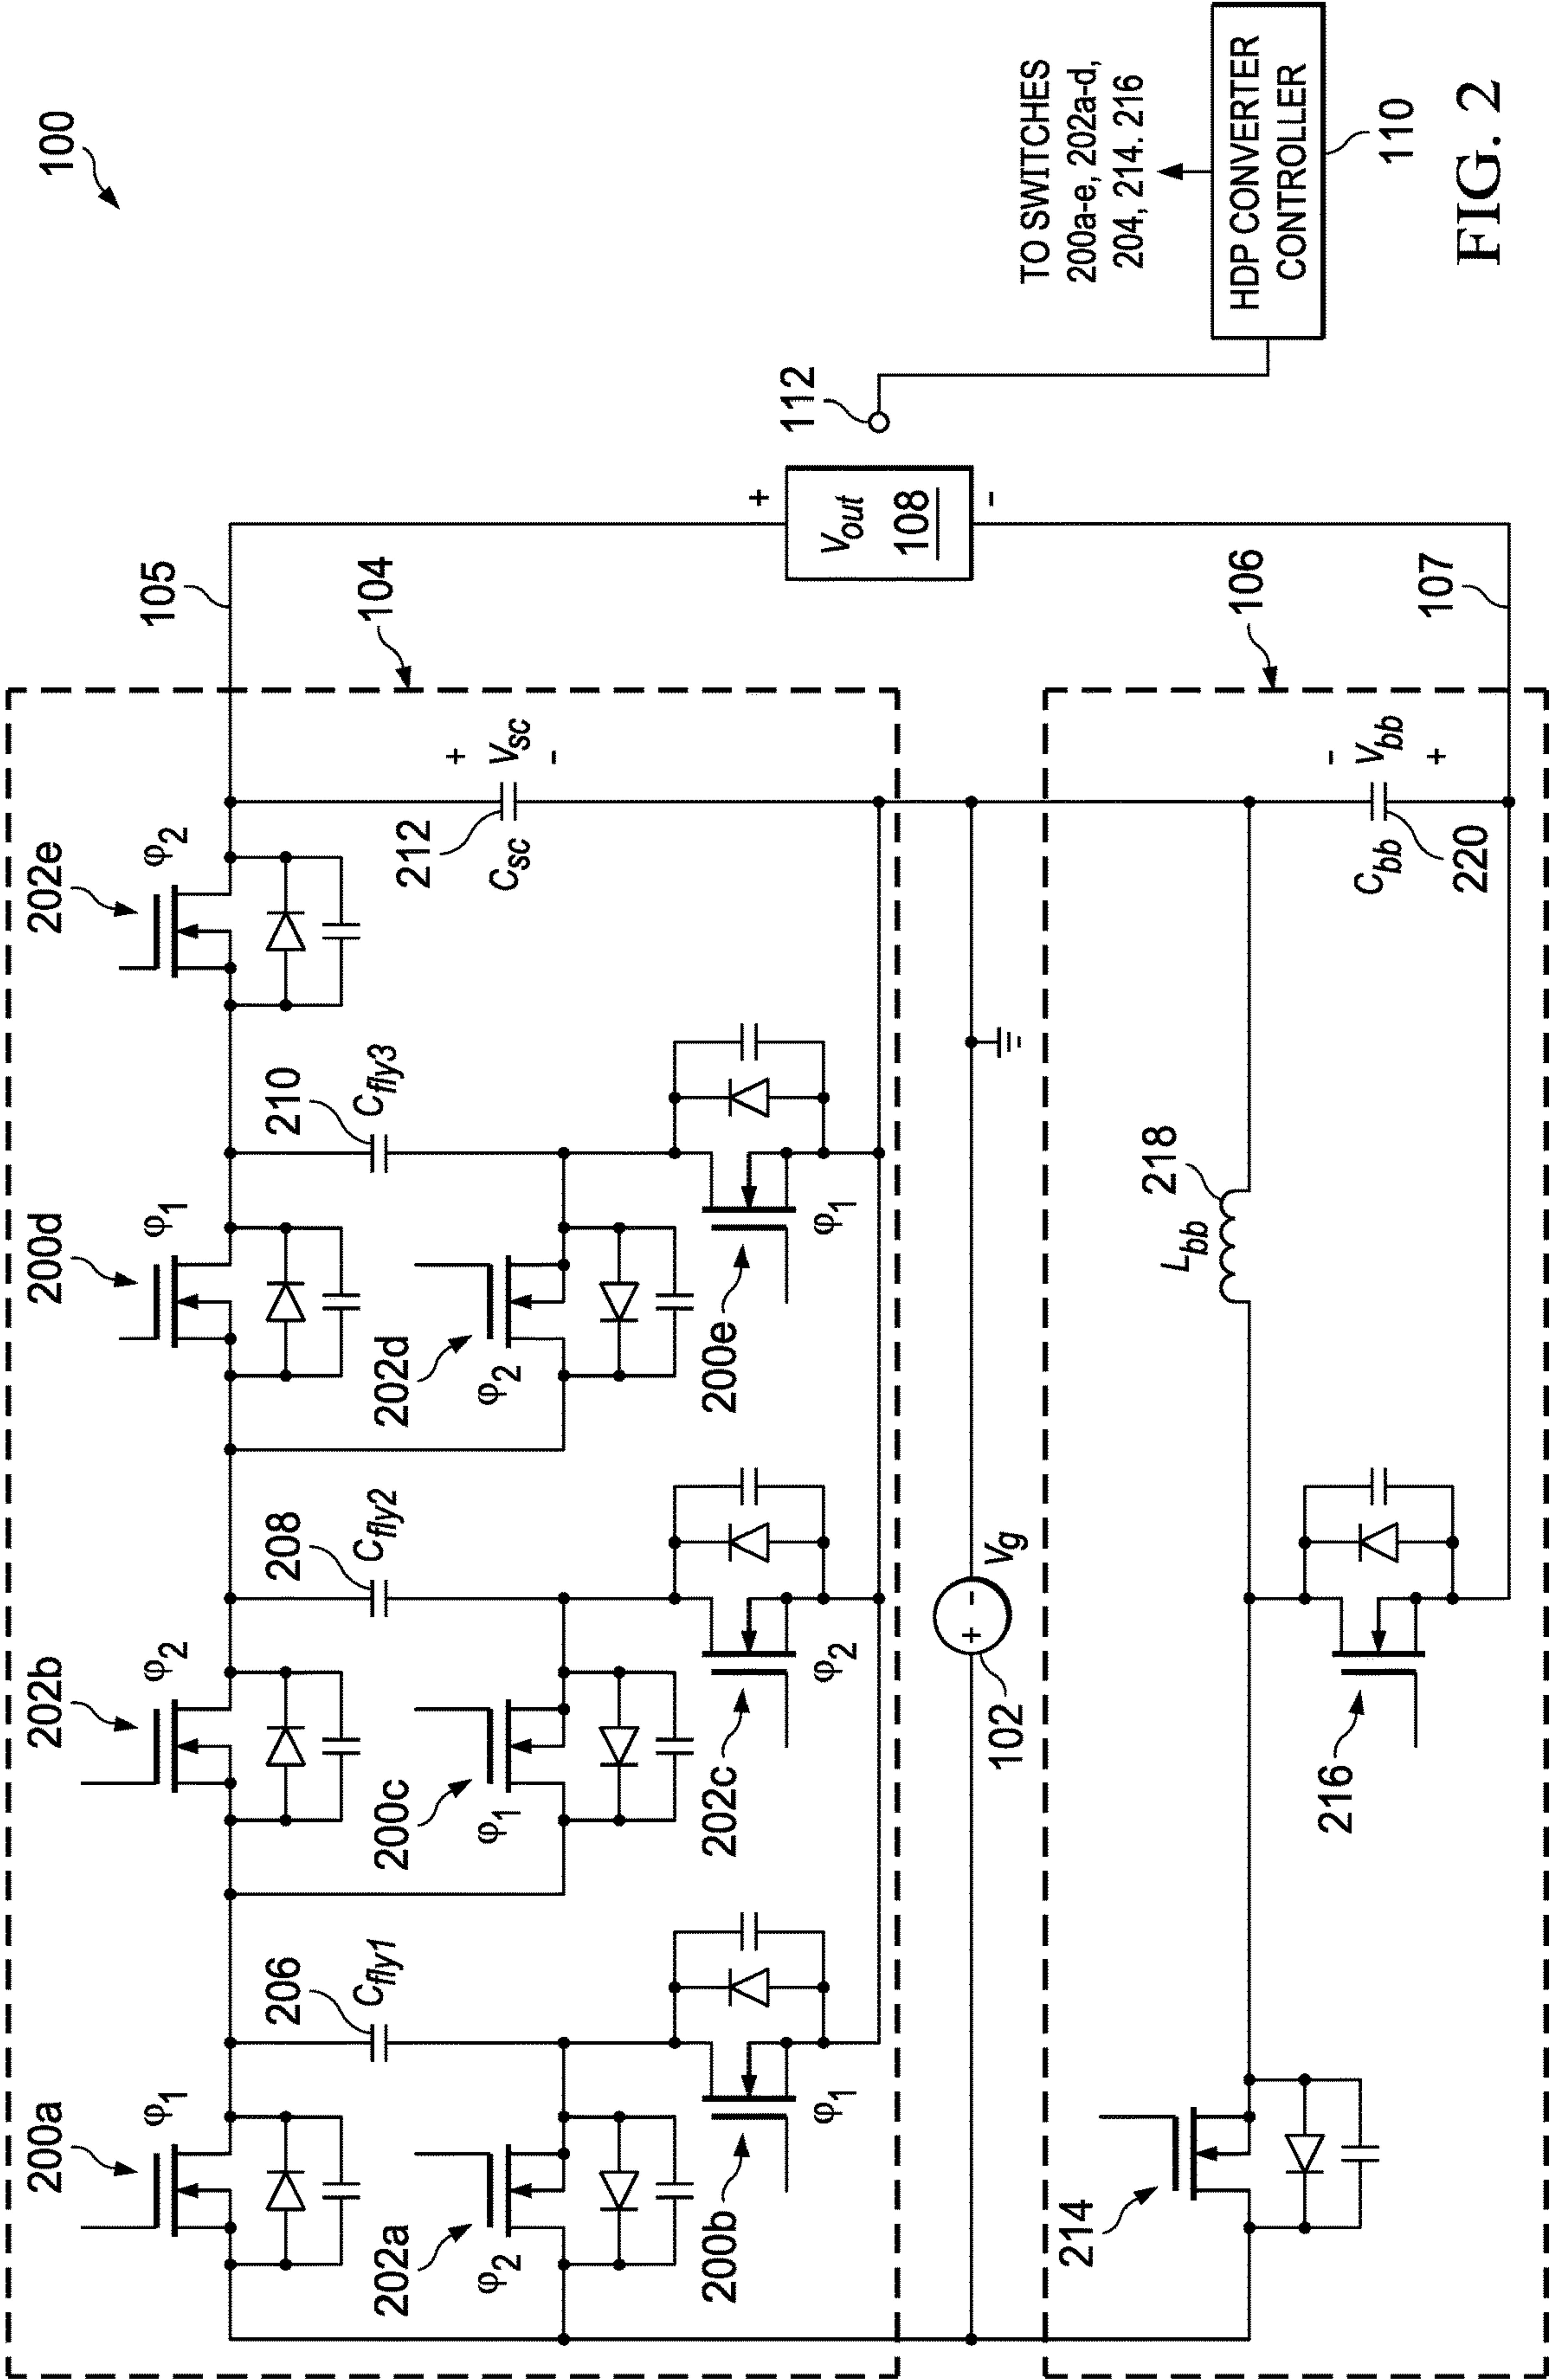 100
200a
φ1
202b
φ2
200d
φ1
202e
φ2
105
206
Cfly1
208
Cfly2
210
Cfly3
212
Csc
+
Vsc
-
104
202a
φ2
200c
φ1
202d
φ2
200b
φ1
202c
φ2
200e
φ1
+
Vout
108
-
112
TO SWITCHES
200a-e, 202a-d,
204, 214. 216
HDP CONVERTER
CONTROLLER
110
102
+ -
Vg
214
216
218
Lbb
106
-
Vbb
+
Cbb
220
107
FIG. 2